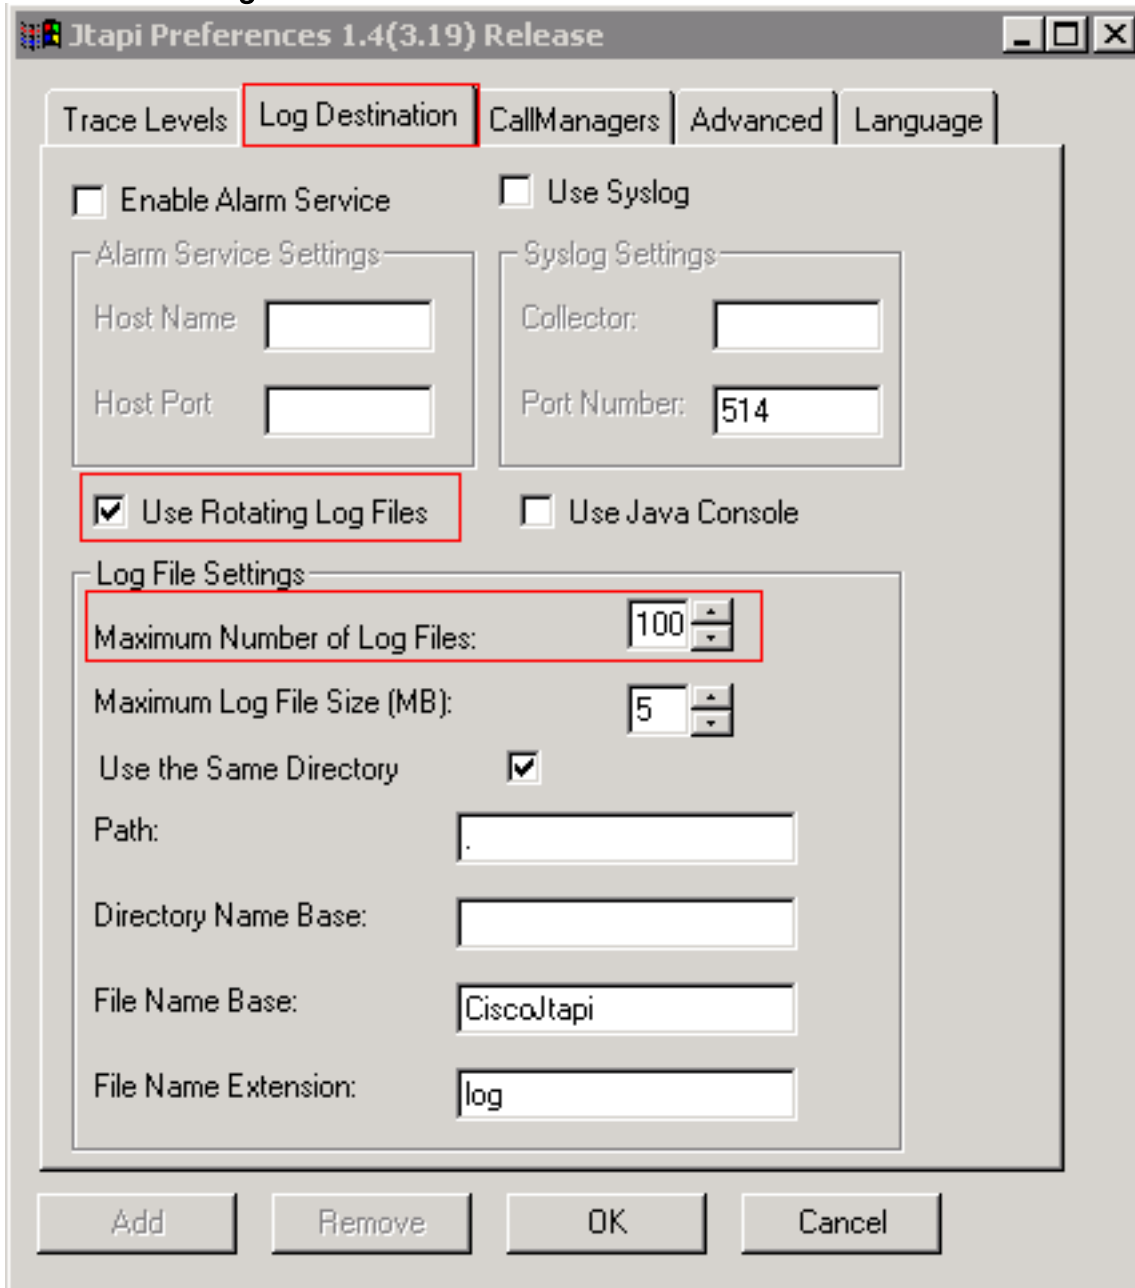 Jtapi Preferences 1.4(3.19) Release
Trace Levels Log Destination CallManagers Advanced Language
Enable Alarm Service Use Syslog
Alarm Service Settings Syslog Settings
Host Name Collector:
Host Port Port Number: 514
Use Rotating Log Files Use Java Console
Log File Settings
Maximum Number of Log Files: 100
Maximum Log File Size (MB): 5
Use the Same Directory
Path: .
Directory Name Base:
File Name Base: CiscoJtapi
File Name Extension: log
Add Remove OK Cancel